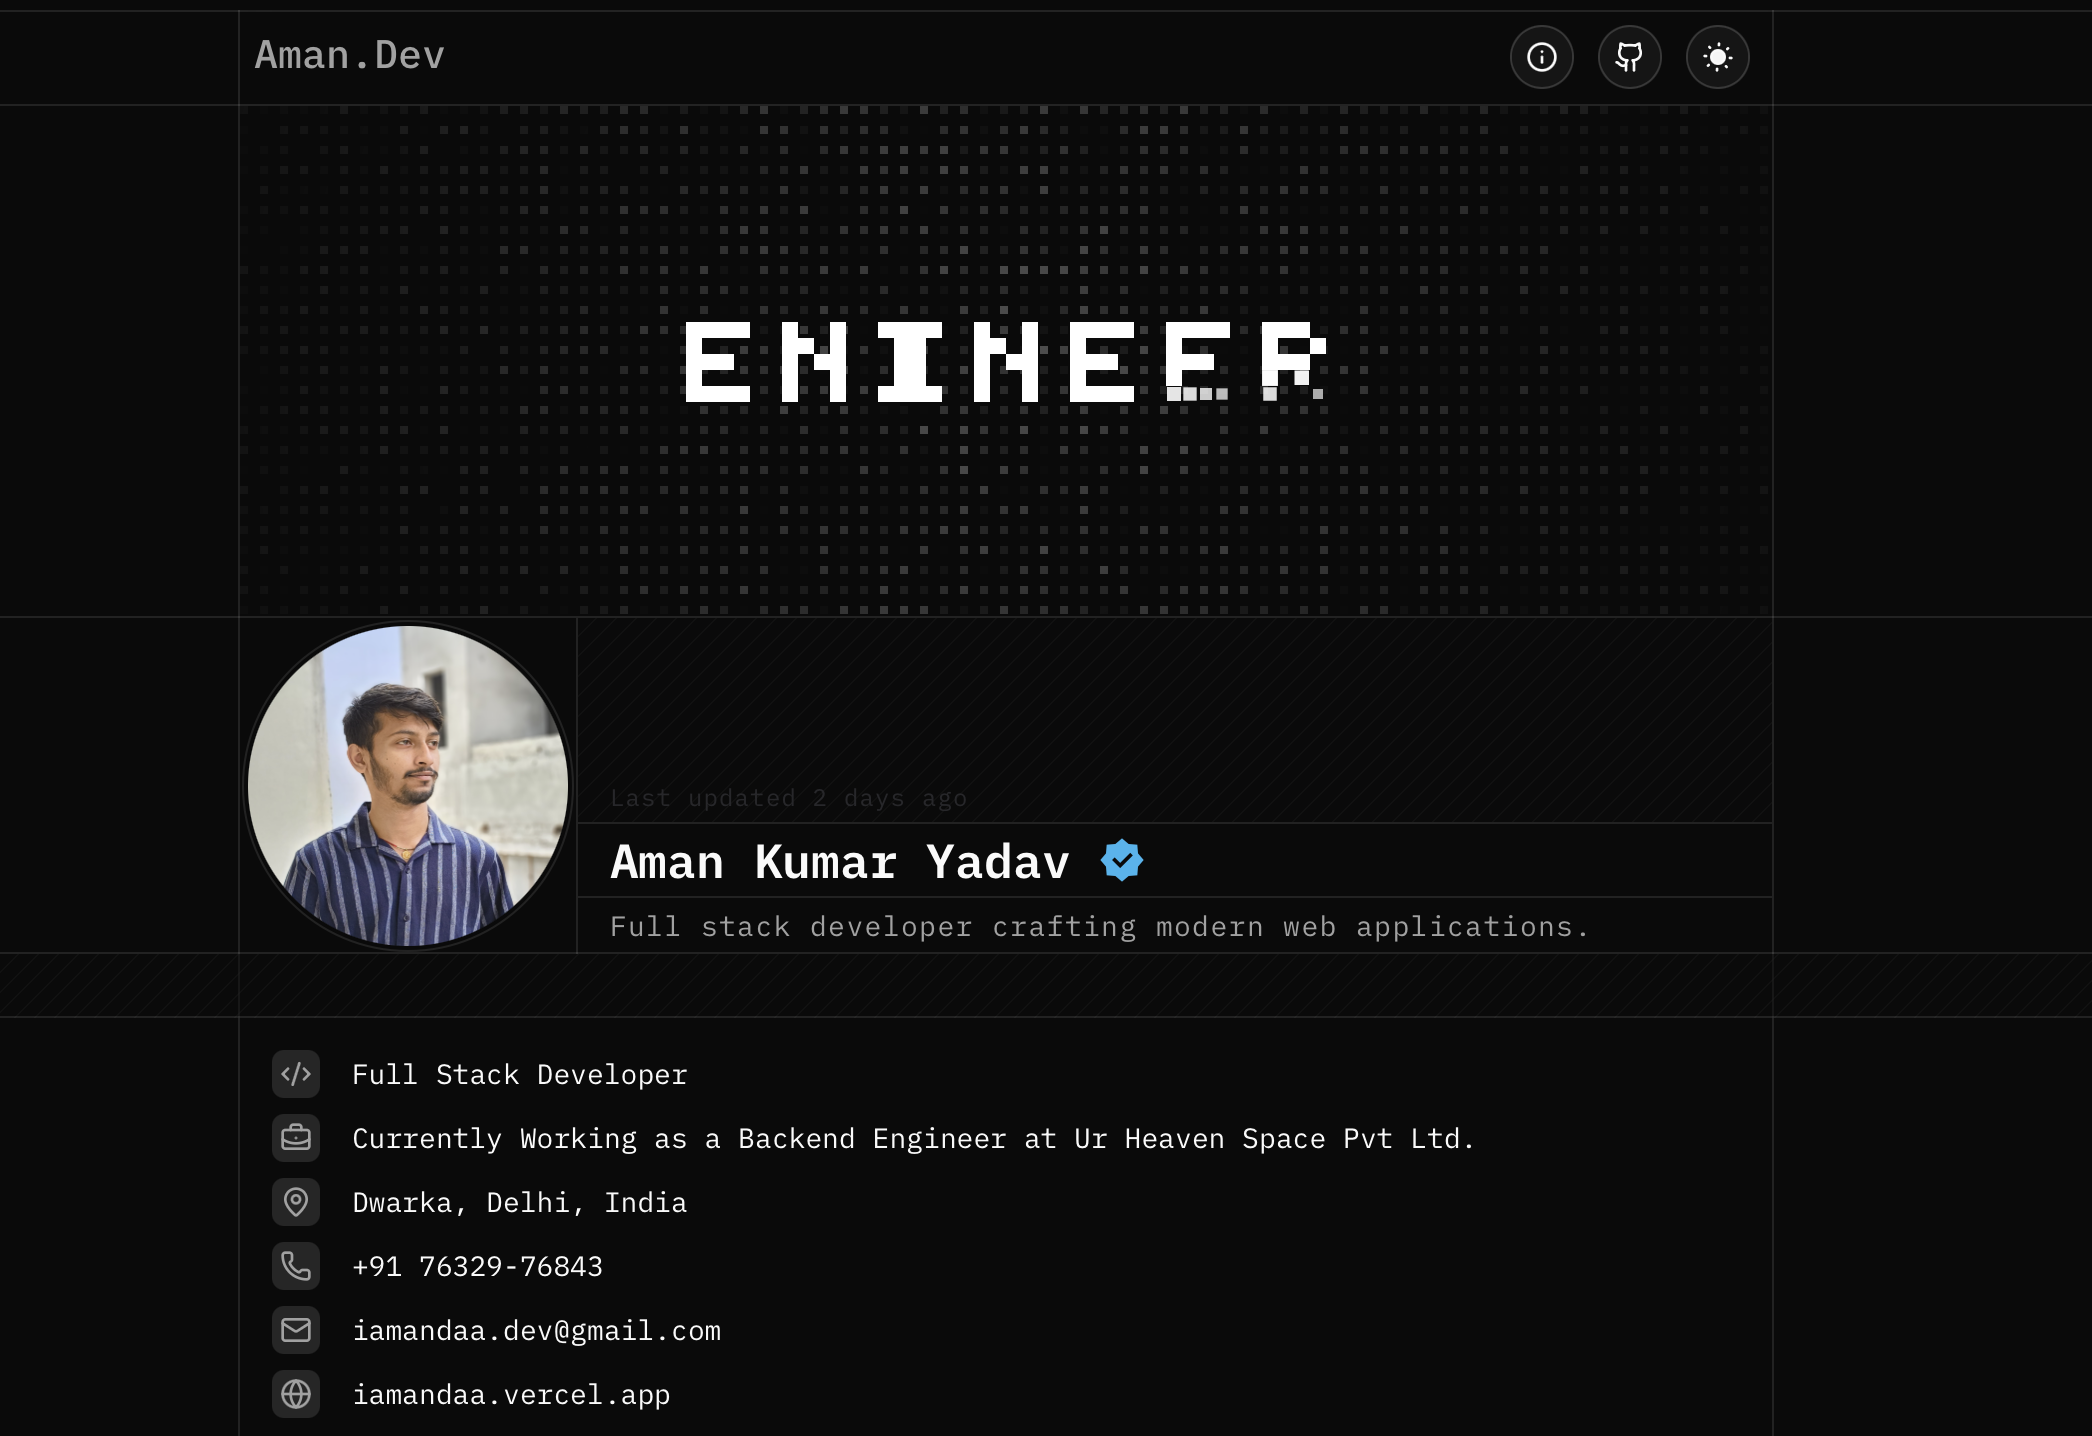 Aman.Dev
ENINEER
Last updated 2 days ago
Aman Kumar Yadav
Full stack developer crafting modern web applications.
Full Stack Developer
Currently Working as a Backend Engineer at Ur Heaven Space Pvt Ltd.
Dwarka, Delhi, India
+91 76329-76843
iamandaa.dev@gmail.com
iamandaa.vercel.app